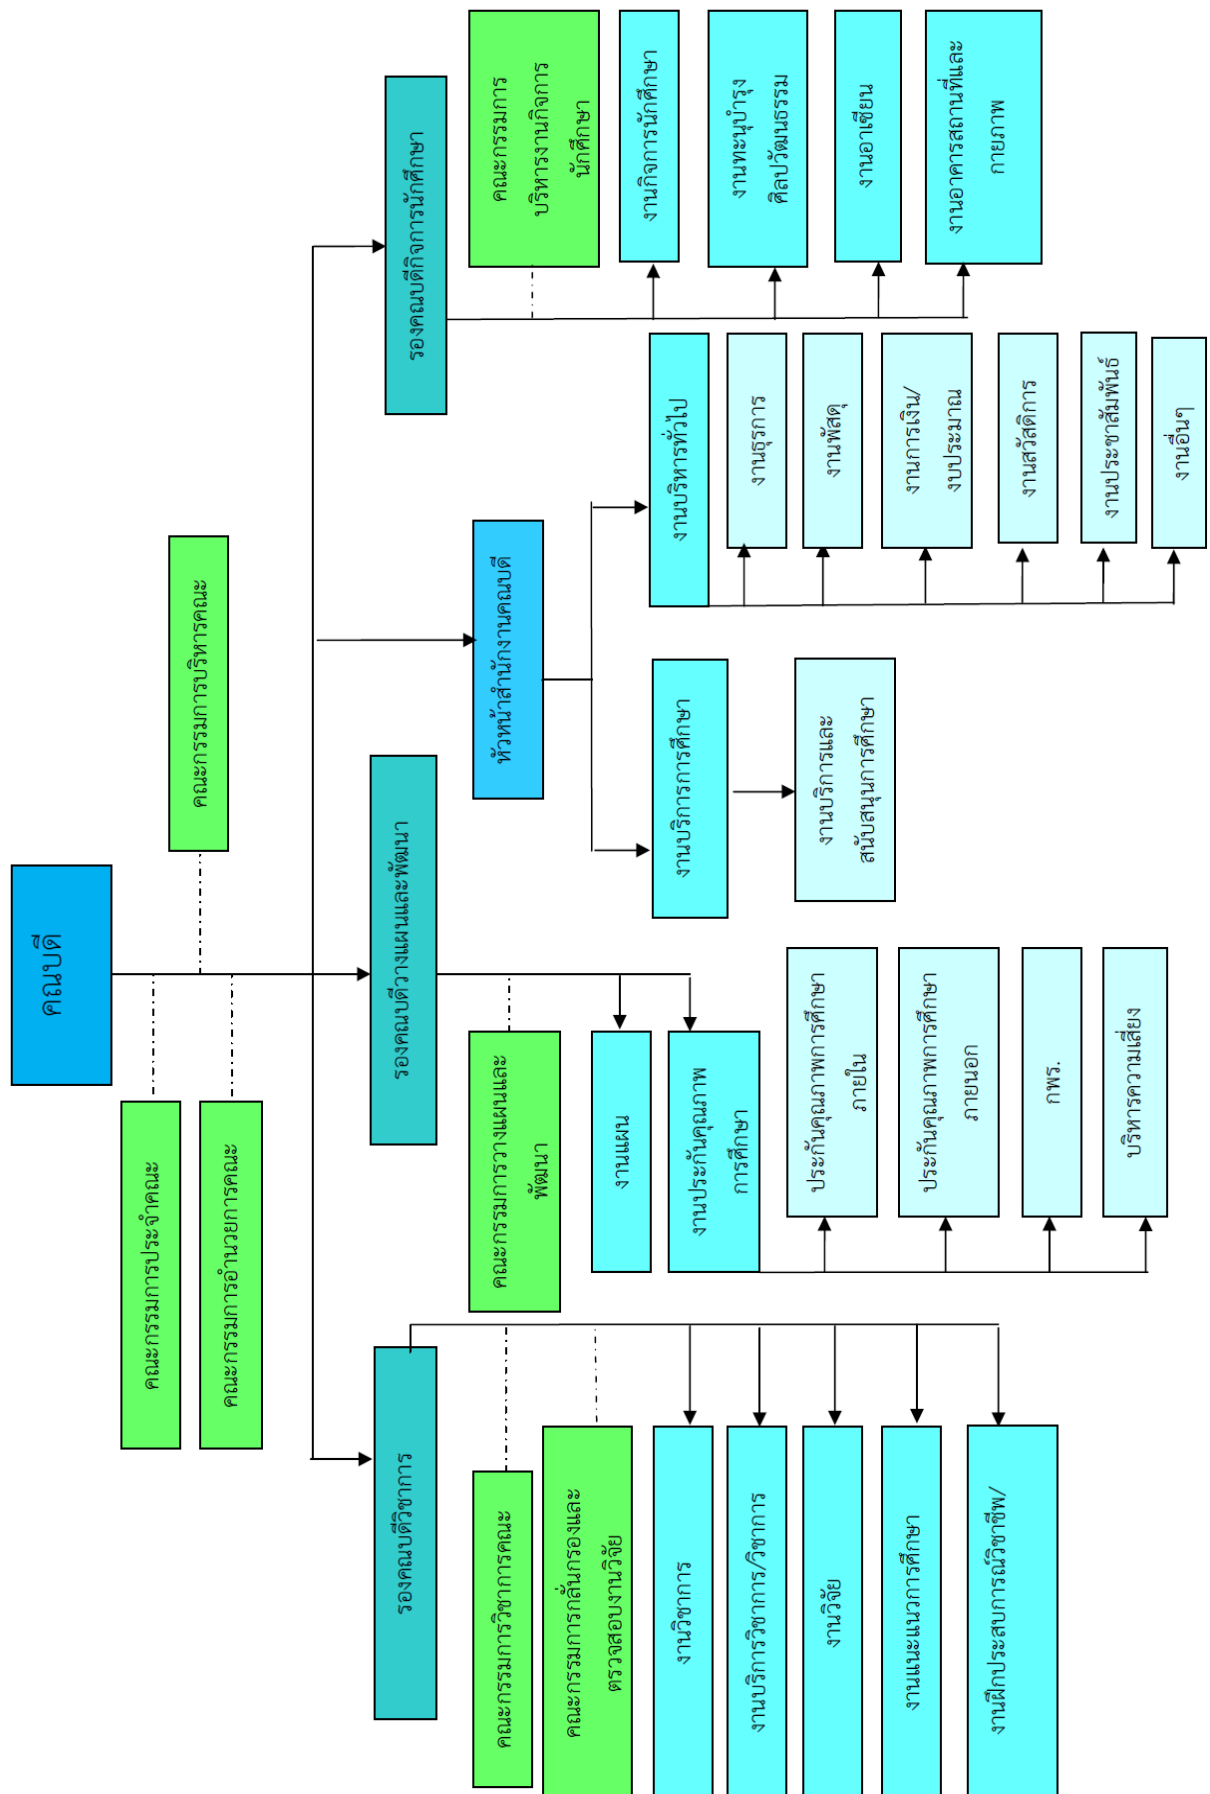 คณบดี
คณะกรรมการประจำคณะ
คณะกรรมการบริหารคณะ
คณะกรรมการอำนวยการคณะ
รองคณบดีวิชาการ
รองคณบดีวางแผนและพัฒนา
หัวหน้าสำนักงานคณบดี
รองคณบดีกิจการนักศึกษา
คณะกรรมการวิชาการคณะ
คณะกรรมการกลั่นกรองและ
ตรวจสอบงานวิจัย
งานวิชาการ
งานบริการวิชาการ/วิชาการ
งานวิจัย
งานแนะแนวการศึกษา
งานฝึกประสบการณ์วิชาชีพ/
คณะกรรมการวางแผนและ
พัฒนา
งานแผน
งานประกันคุณภาพ
การศึกษา
ประกันคุณภาพการศึกษา
ภายใน
ประกันคุณภาพการศึกษา
ภายนอก
กพร.
บริหารความเสี่ยง
งานบริการการศึกษา
งานบริการและ
สนับสนุนการศึกษา
งานบริหารทั่วไป
งานธุรการ
งานพัสดุ
งานการเงิน/
งบประมาณ
งานสวัสดิการ
งานประชาสัมพันธ์
งานอื่นๆ
คณะกรรมการ
บริหารงานกิจการ
นักศึกษา
งานกิจการนักศึกษา
งานทะนุบำรุง
ศิลปวัฒนธรรม
งานอาเซียน
งานอาคารสถานที่และ
กายภาพ